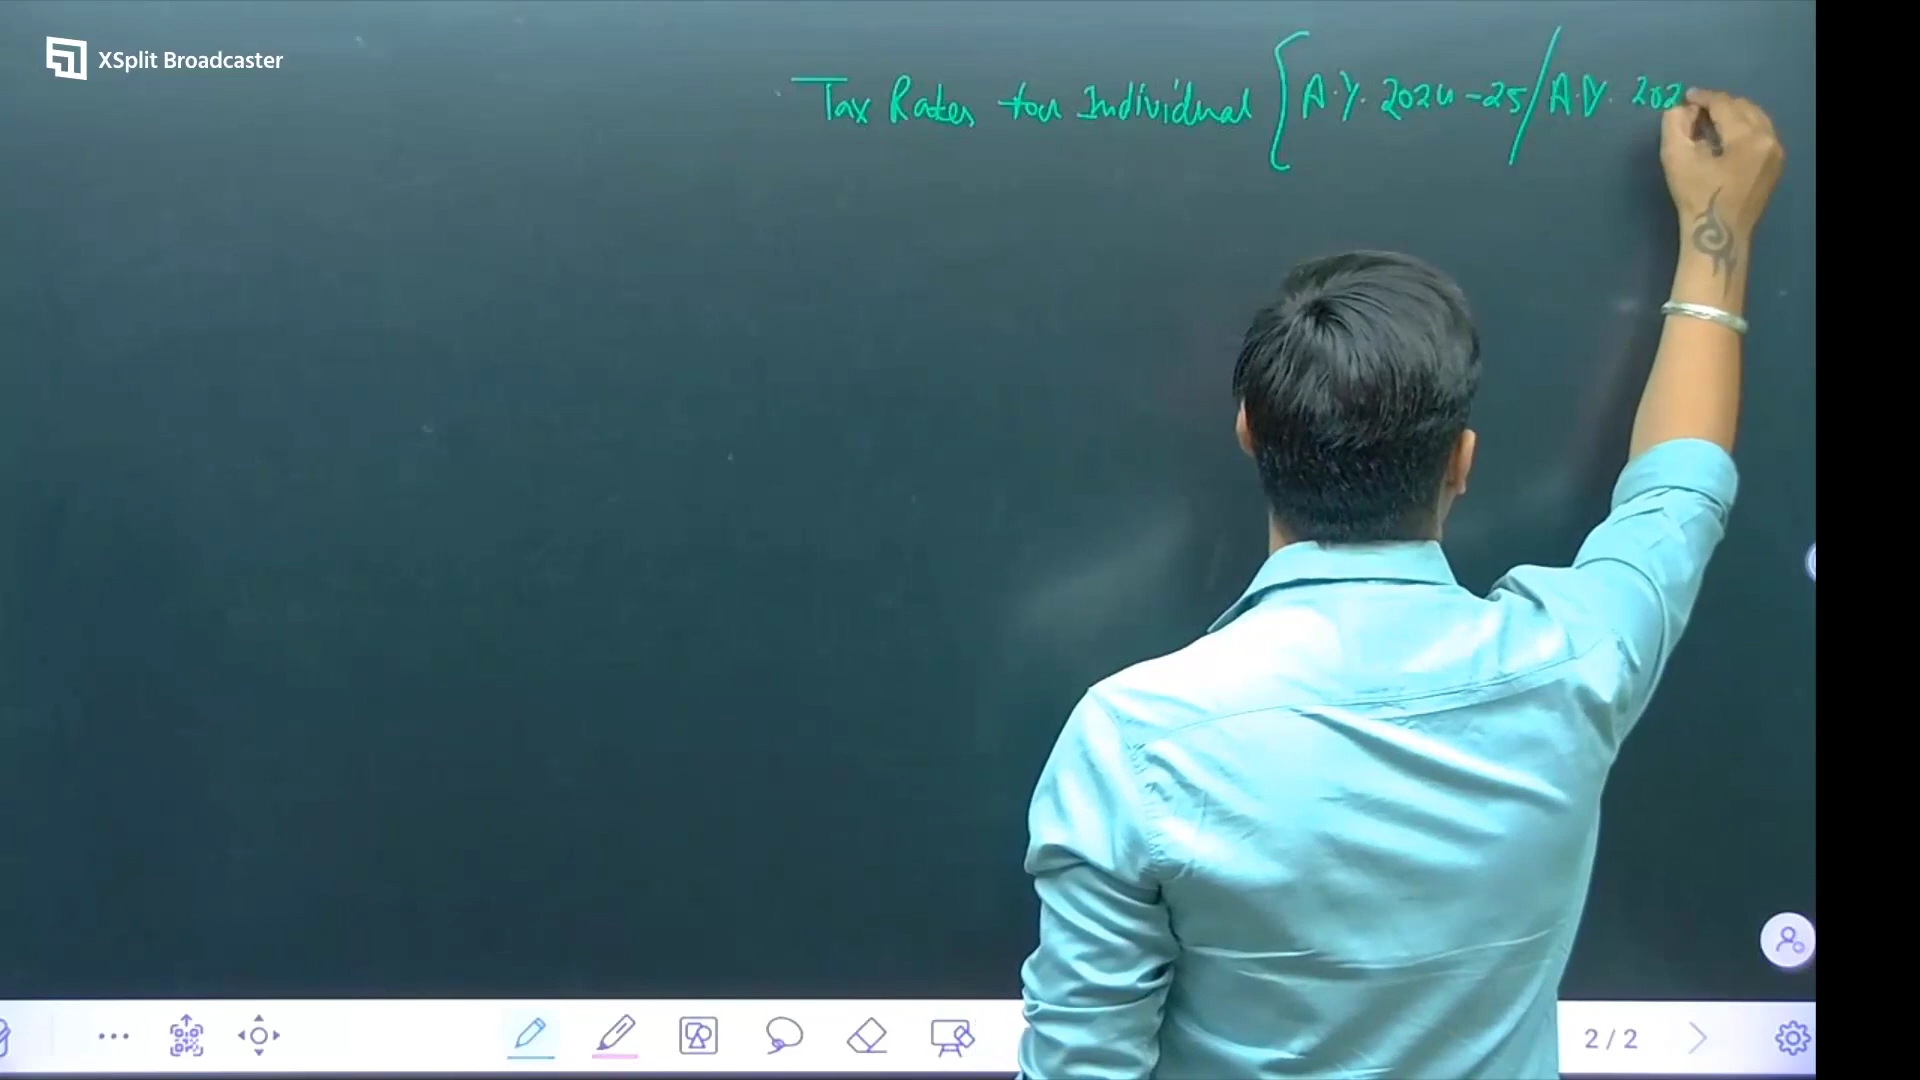 XSplit Broadcaster
Tax Rates for Individual {A.Y. 2024-25/A.Y. 202
2/2